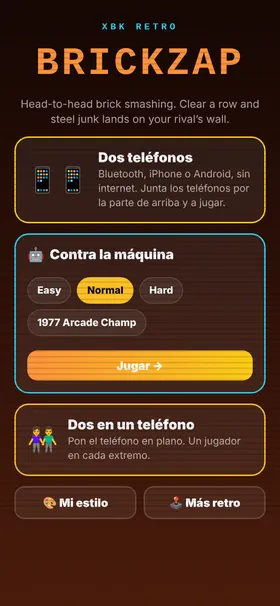 XBK RETRO
BRICKZAP
Head-to-head brick smashing. Clear a row and
steel junk lands on your rival's wall.
Dos teléfonos
Bluetooth, iPhone o Android, sin
internet. Junta los teléfonos por
la parte de arriba y a jugar.
Contra la máquina
Easy
Normal
Hard
1977 Arcade Champ
Jugar →
Dos en un teléfono
Pon el teléfono en plano. Un jugador
en cada extremo.
Mi estilo
Más retro